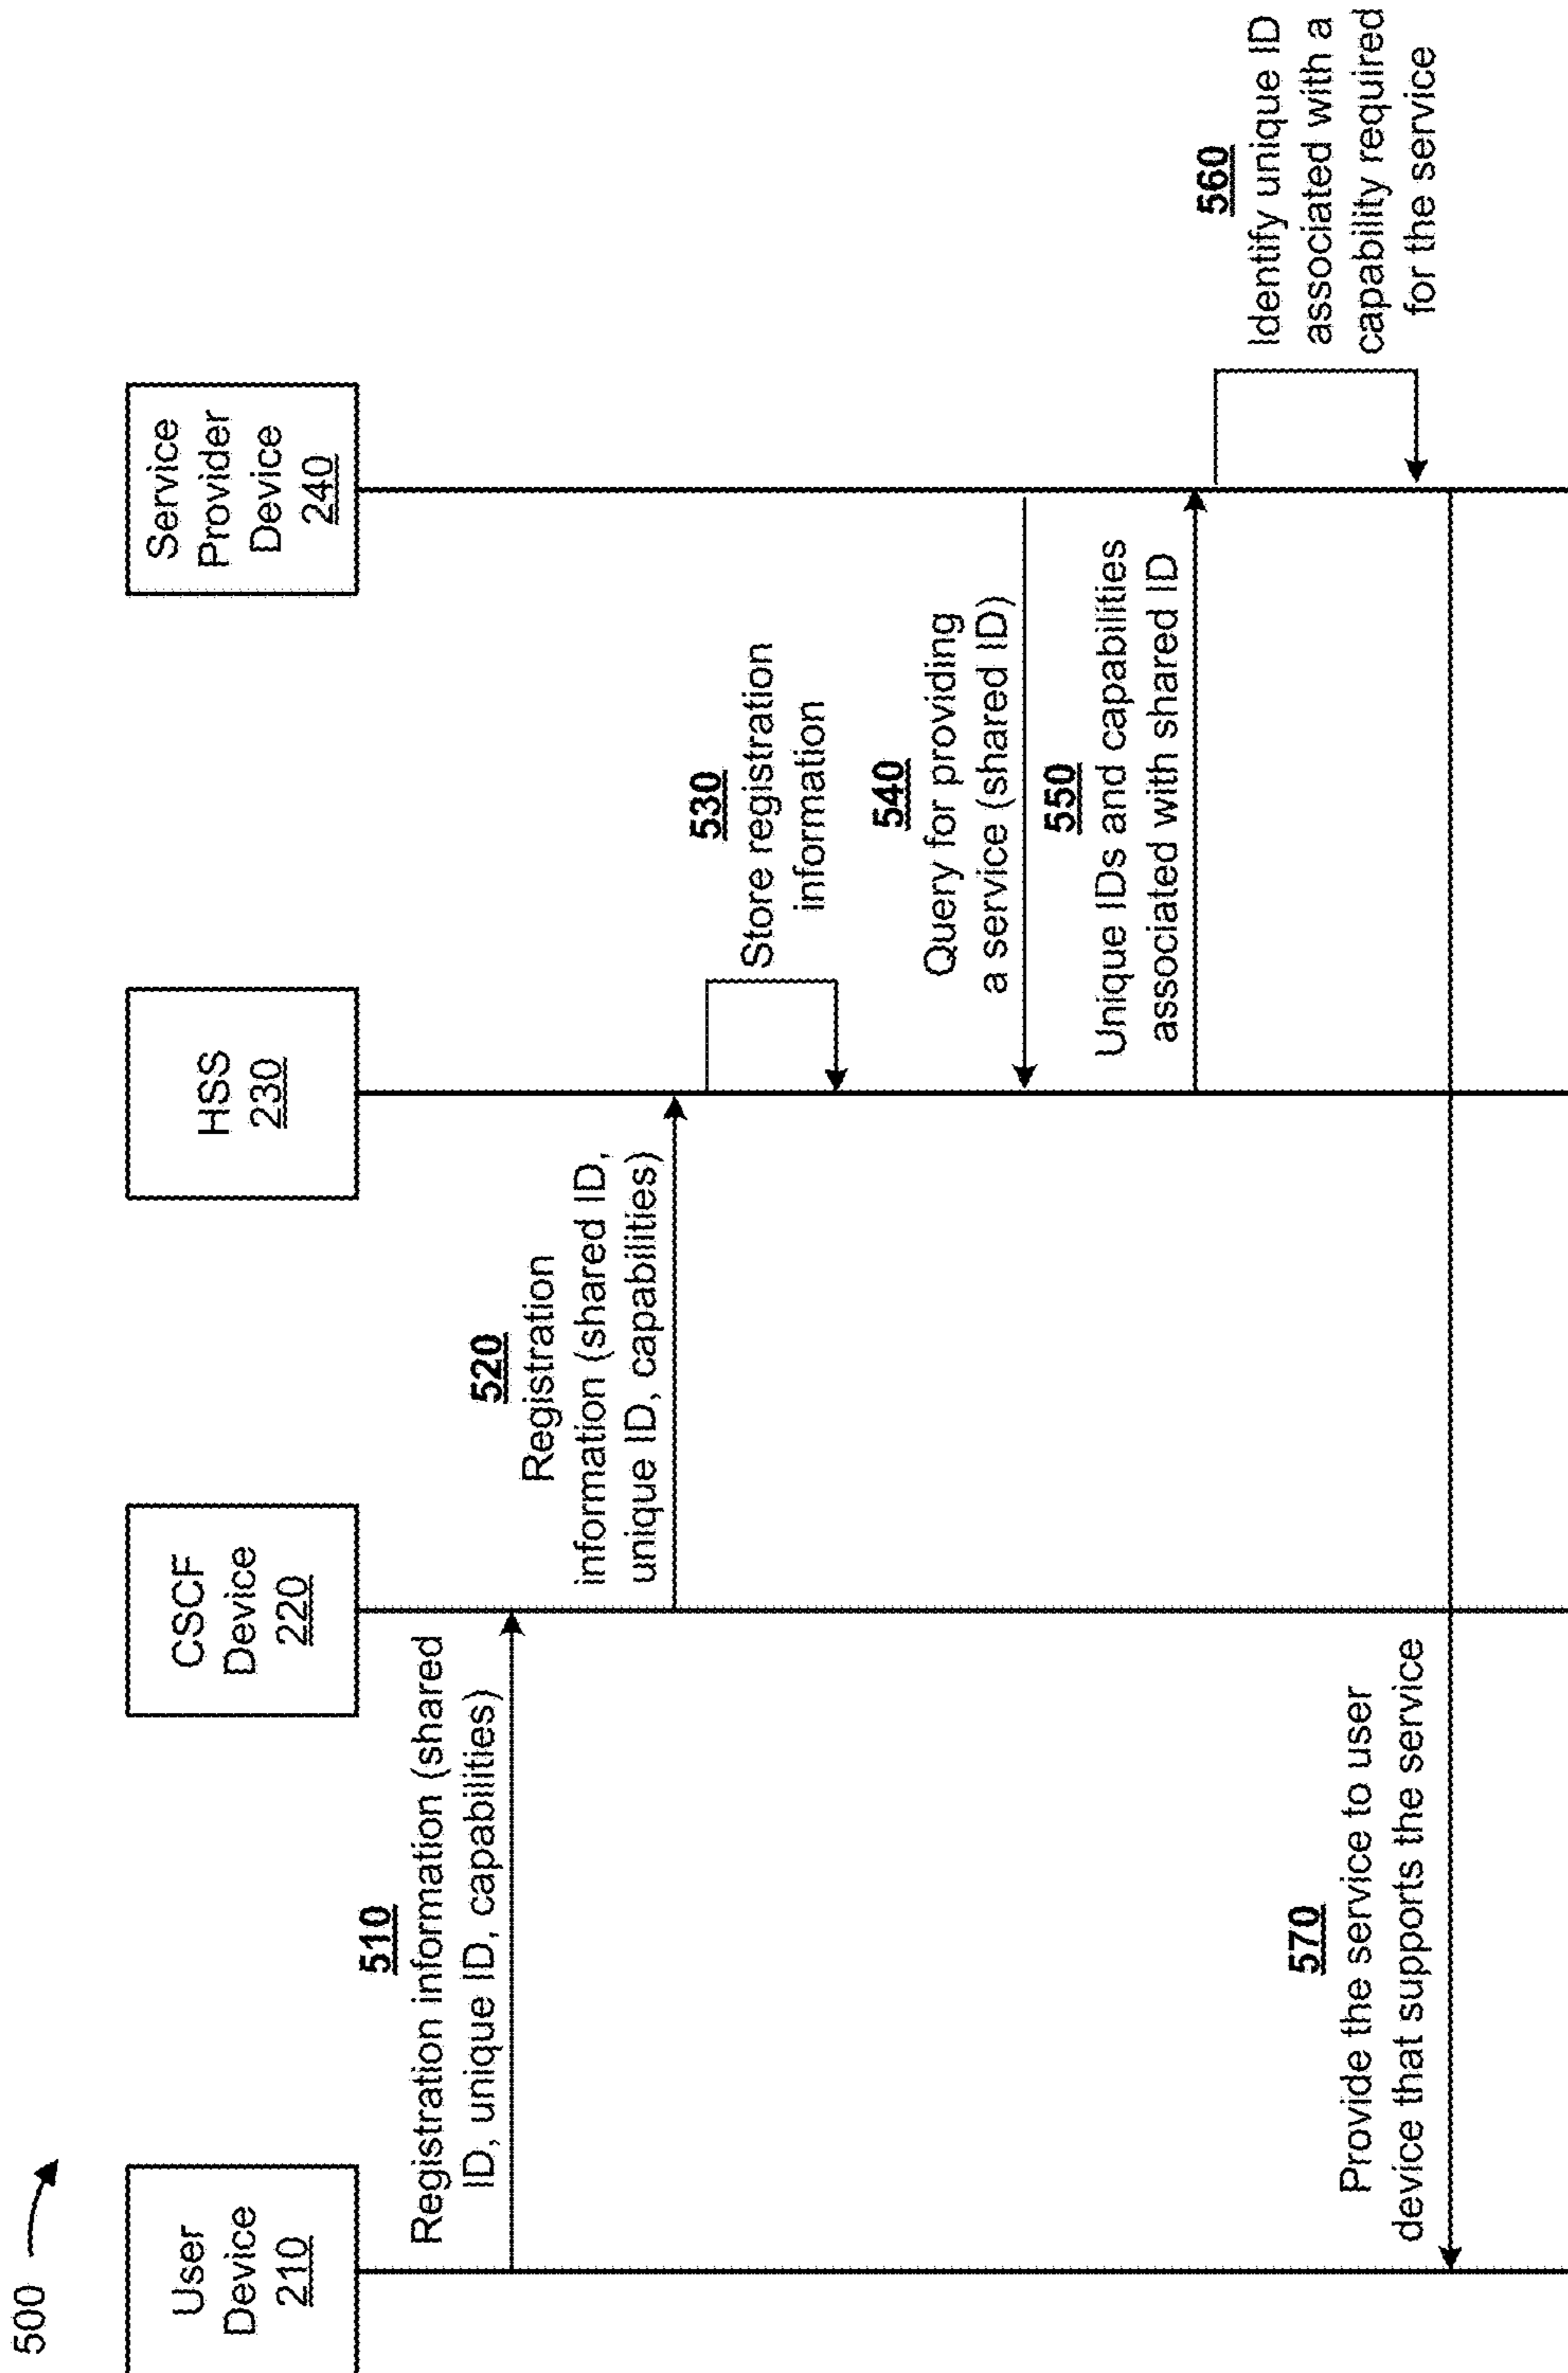 500
User
Device
210
CSCF
Device
220
HSS
230
Service
Provider
Device
240
510
Registration information (shared
ID, unique ID, capabilities)
520
Registration
information (shared ID,
unique ID, capabilities)
530
Store registration
information
540
Query for providing
a service (shared ID)
550
Unique IDs and capabilities
associated with shared ID
560
Identify unique ID
associated with a
capability required
for the service
570
Provide the service to user
device that supports the service